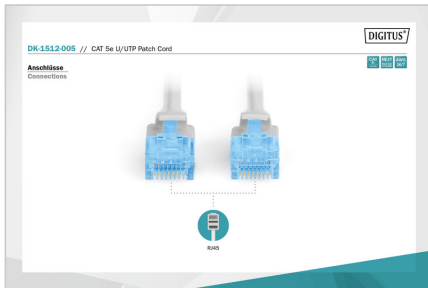 DIGITUS®
DK-1512-005 // CAT 5e U/UTP Patch Cord
Anschlüsse
Connections
RJ45